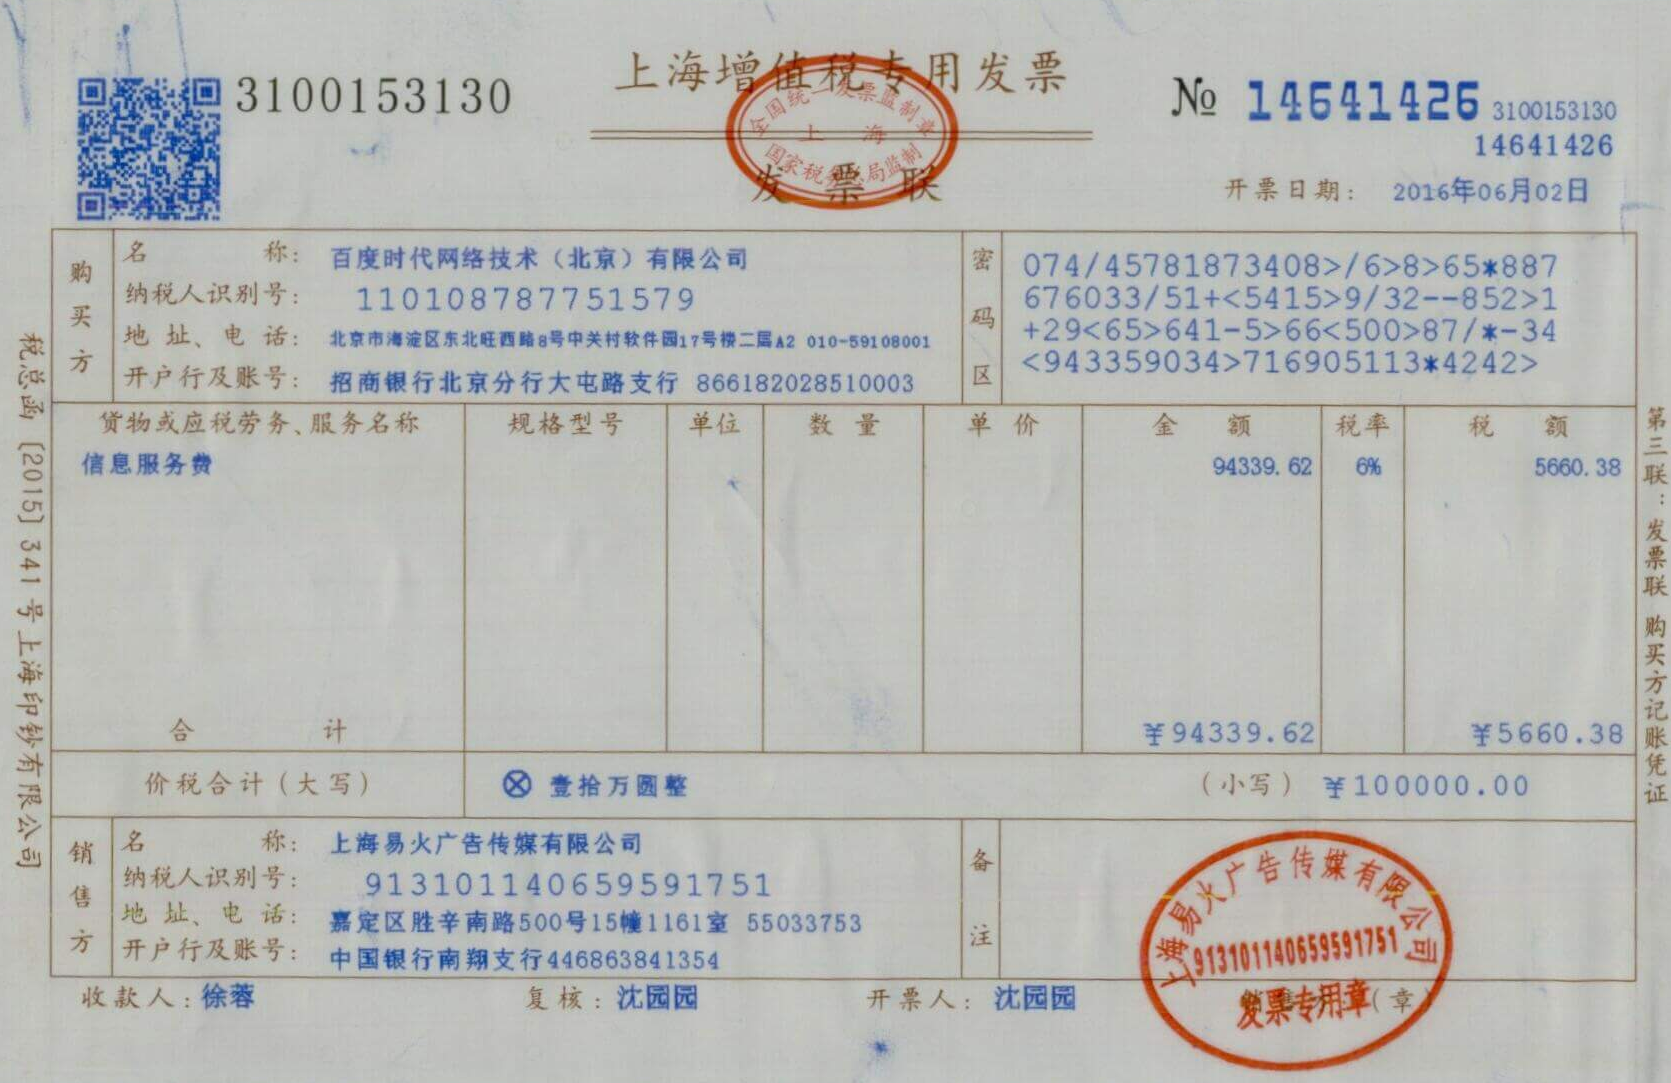 3100153130
上海增值税专用发票
全国统一发票监制章
上海
国家税务局监制
发票联
№ 14641426 3100153130
14641426
开票日期: 2016年06月02日
购买方
名称: 百度时代网络技术（北京）有限公司
纳税人识别号: 110108787751579
地址、电话: 北京市海淀区东北旺西路8号中关村软件园17号楼二层A2 010-59108001
开户行及账号: 招商银行北京分行大屯路支行 866182028510003
密码区
074/45781873408>/6>8>65*887
676033/51+<5415>9/32--852>1
+29<65>641-5>66<500>87/*-34
<943359034>716905113*4242>
货物或应税劳务、服务名称 规格型号 单位 数量 单价 金额 税率 税额
信息服务费 94339.62 6% 5660.38
合计 ¥94339.62 ¥5660.38
价税合计(大写) ⊗ 壹拾万圆整 (小写) ¥100000.00
销售方
名称: 上海易火广告传媒有限公司
纳税人识别号: 913101140659591751
地址、电话: 嘉定区胜辛南路500号15幢1161室 55033753
开户行及账号: 中国银行南翔支行446863841354
备注
上海易火广告传媒有限公司
913101140659591751
发票专用章
收款人: 徐蓉 复核: 沈园园 开票人: 沈园园 (章)
税总函[2015]341号上海印钞有限公司
第三联:发票联 购买方记账凭证